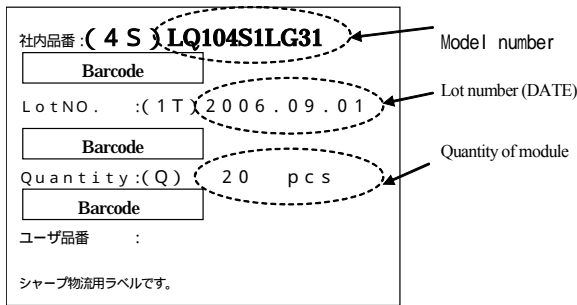 社内品番:(４Ｓ)LQ104S1LG31
Model number
Barcode
ＬｏｔＮＯ． :(１Ｔ)２００６．０９．０１
Lot number (DATE)
Barcode
Quantity of module
Ｑｕａｎｔｉｔｙ:(Ｑ) ２０ ｐｃｓ
Barcode
ユーザ品番 :
シャープ物流用ラベルです。